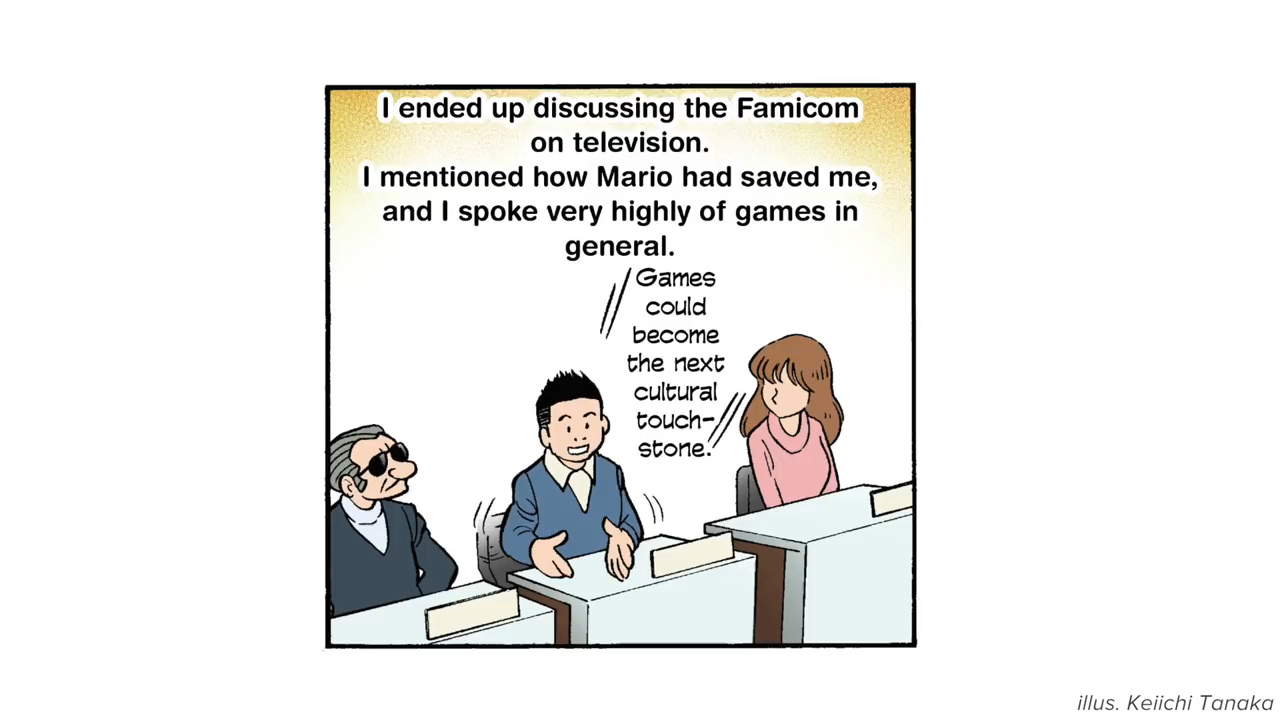 I ended up discussing the Famicom
on television.
I mentioned how Mario had saved me,
and I spoke very highly of games in
general.
Games
could
become
the next
cultural
touch-
stone.
illus. Keiichi Tanaka